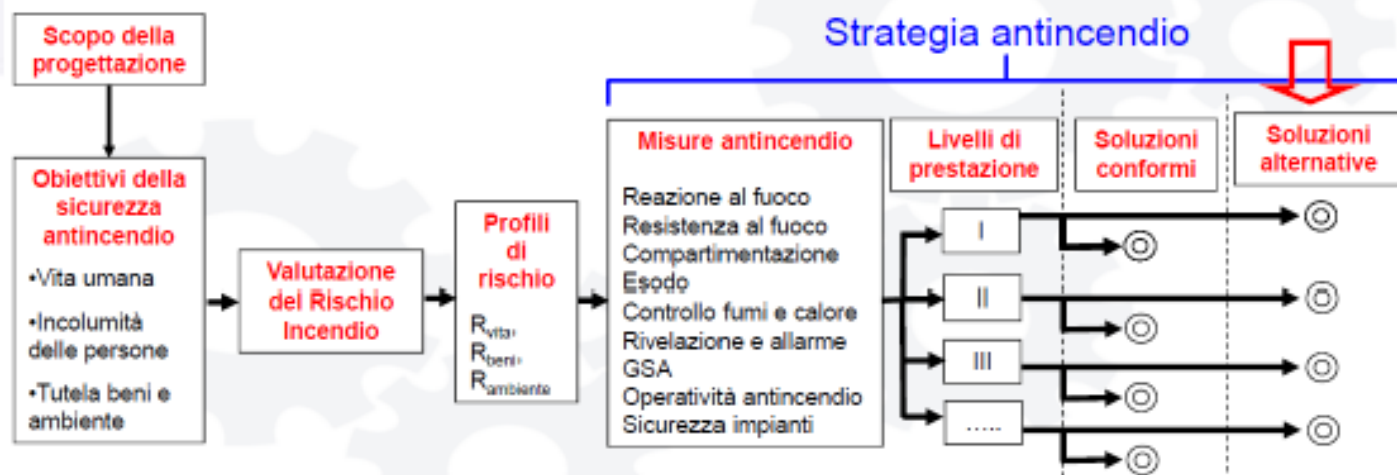 Strategia antincendio
Scopo della
progettazione
Obiettivi della
sicurezza
antincendio
•Vita umana
•Incolumità
delle persone
•Tutela beni e
ambiente
Valutazione
del Rischio
Incendio
Profili
di
rischio
Rvita,
Rbeni,
Rambiente
Misure antincendio
Reazione al fuoco
Resistenza al fuoco
Compartimentazione
Esodo
Controllo fumi e calore
Rivelazione e allarme
GSA
Operatività antincendio
Sicurezza impianti
Livelli di
prestazione
I
II
III
.....
Soluzioni
conformi
Soluzioni
alternative